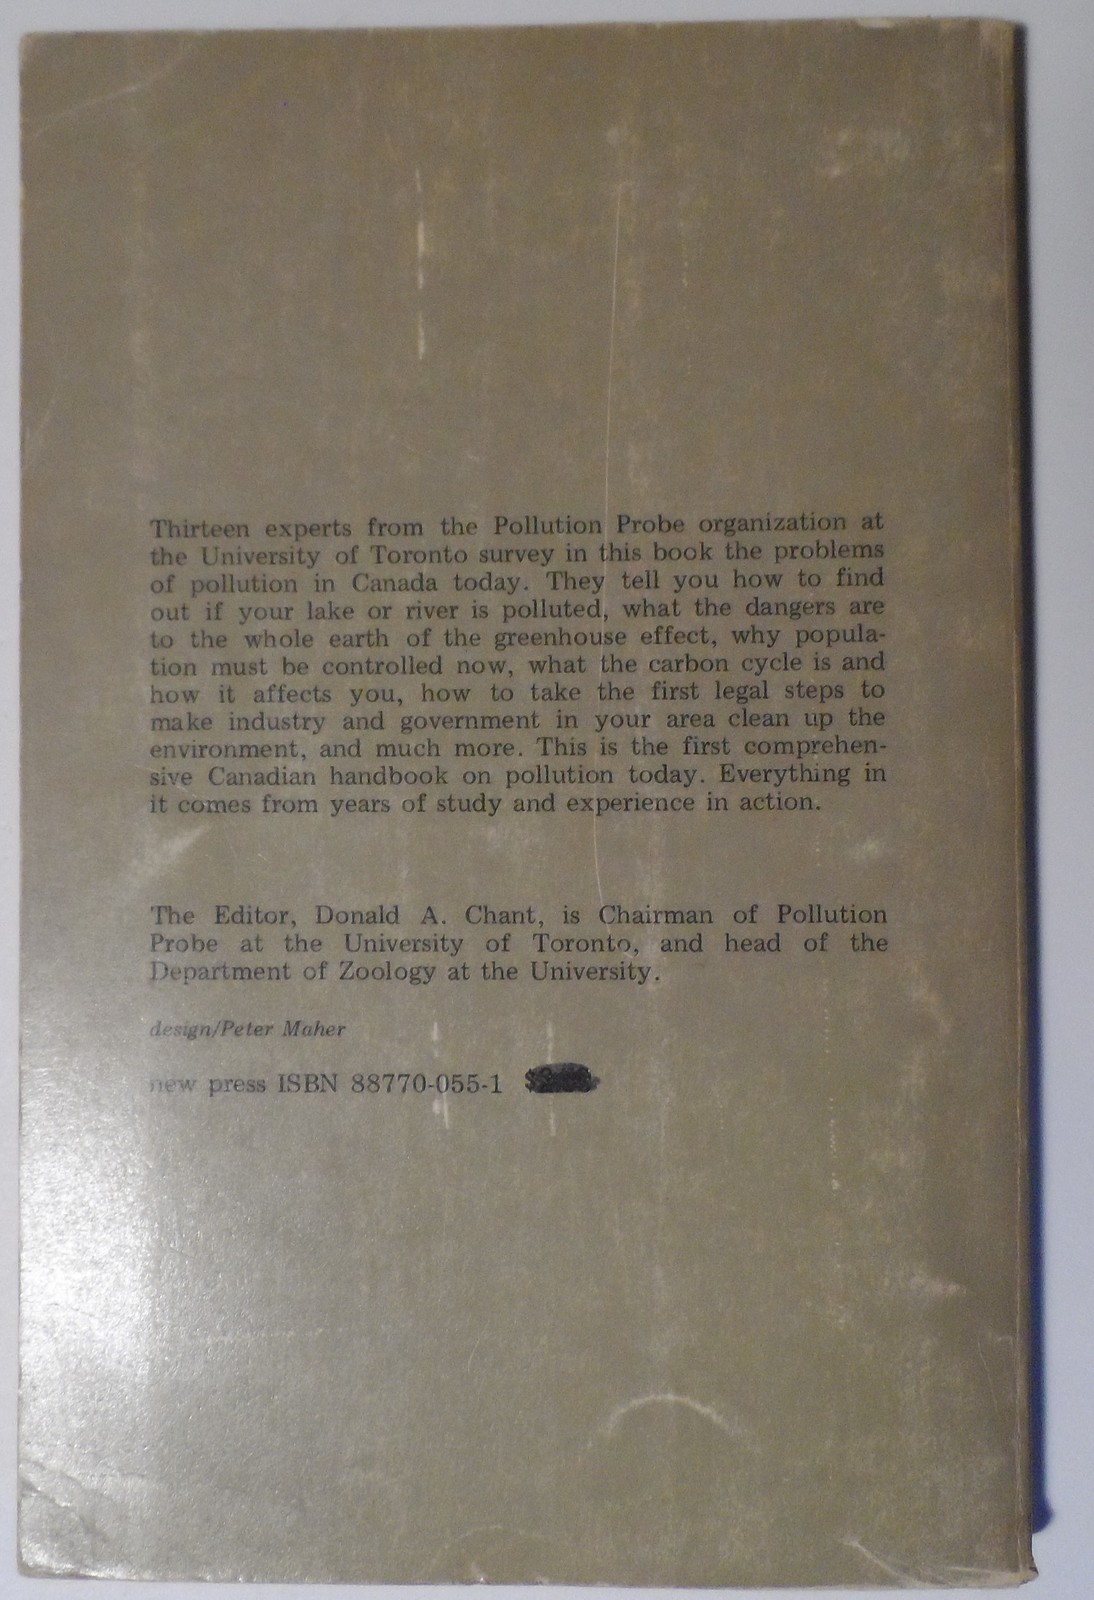 Thirteen experts from the Pollution Probe organization at
the University of Toronto survey in this book the problems
of pollution in Canada today. They tell you how to find
out if your lake or river is polluted, what the dangers are
to the whole earth of the greenhouse effect, why popula-
tion must be controlled now, what the carbon cycle is and
how it affects you, how to take the first legal steps to
make industry and government in your area clean up the
environment, and much more. This is the first comprehen-
sive Canadian handbook on pollution today. Everything in
it comes from years of study and experience in action.
The Editor, Donald A. Chant, is Chairman of Pollution
Probe at the University of Toronto, and head of the
Department of Zoology at the University.
design/Peter Maher
new press ISBN 88770-055-1